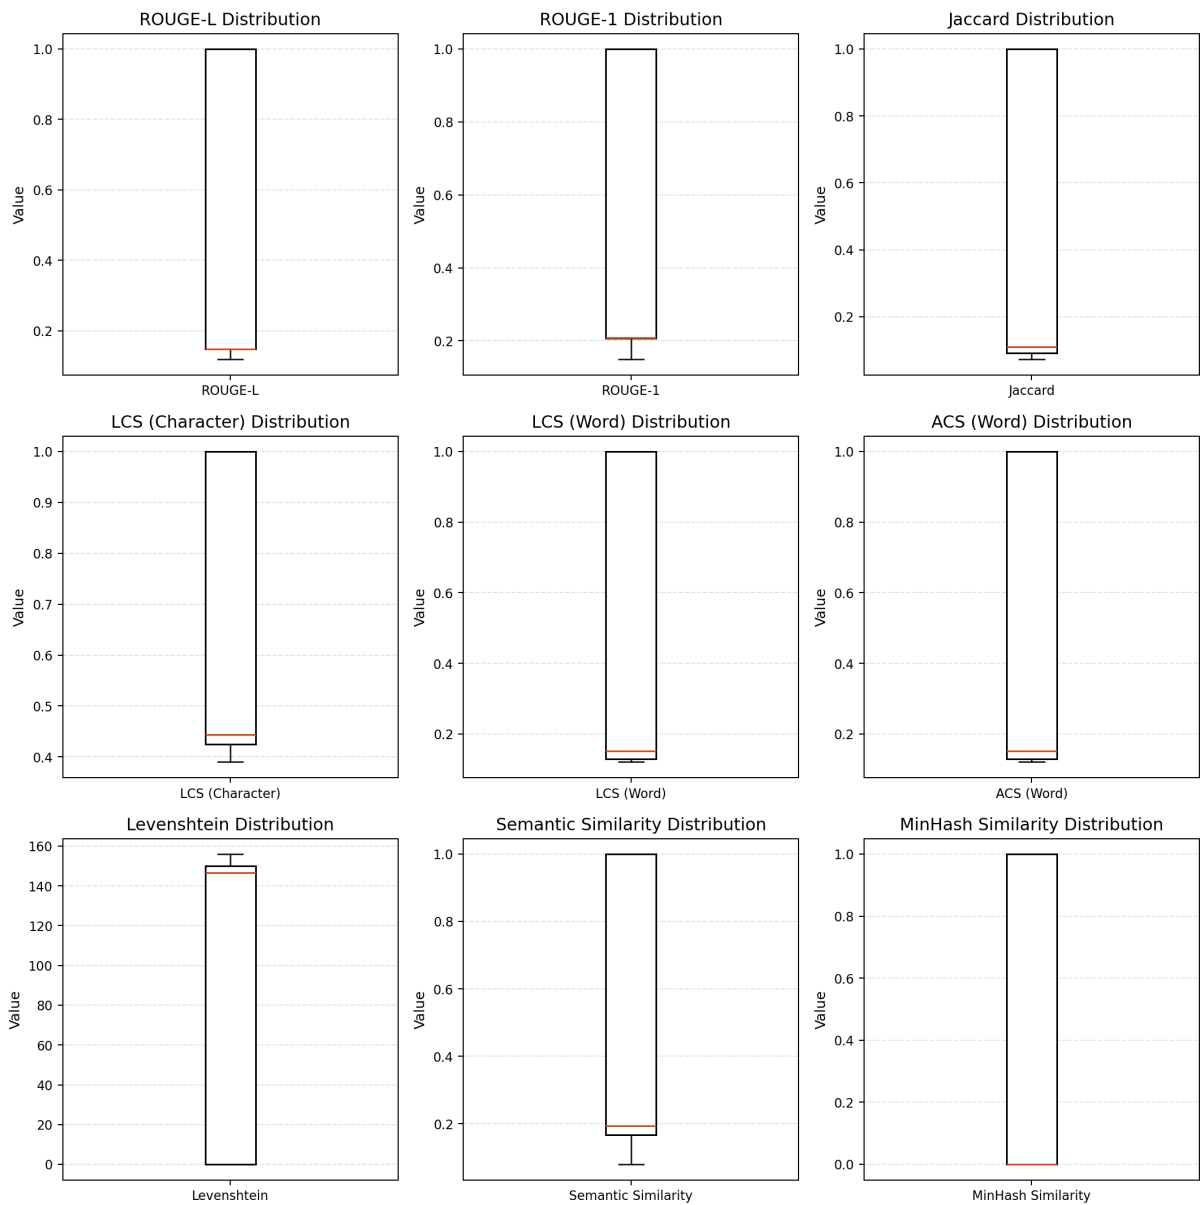 ROUGE-L Distribution
1.0
0.8
0.6
0.4
0.2
Value
ROUGE-L
ROUGE-1 Distribution
1.0
0.8
0.6
0.4
0.2
Value
ROUGE-1
Jaccard Distribution
1.0
0.8
0.6
0.4
0.2
Value
Jaccard
LCS (Character) Distribution
1.0
0.9
0.8
0.7
0.6
0.5
0.4
Value
LCS (Character)
LCS (Word) Distribution
1.0
0.8
0.6
0.4
0.2
Value
LCS (Word)
ACS (Word) Distribution
1.0
0.8
0.6
0.4
0.2
Value
ACS (Word)
Levenshtein Distribution
160
140
120
100
80
60
40
20
0
Value
Levenshtein
Semantic Similarity Distribution
1.0
0.8
0.6
0.4
0.2
Value
Semantic Similarity
MinHash Similarity Distribution
1.0
0.8
0.6
0.4
0.2
0.0
Value
MinHash Similarity